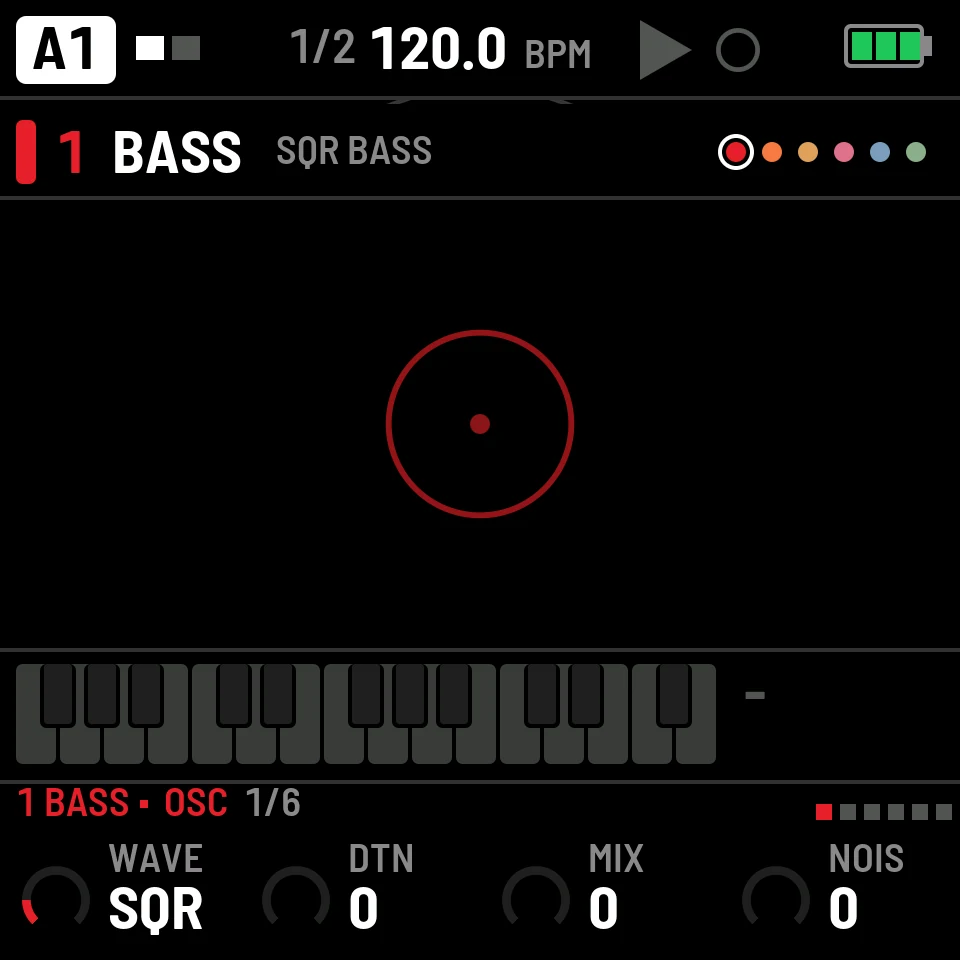 A1 1/2 120.0 BPM
1 BASS SQR BASS
-
1 BASS · OSC 1/6
WAVE DTN MIX NOIS
SQR 0 0 0